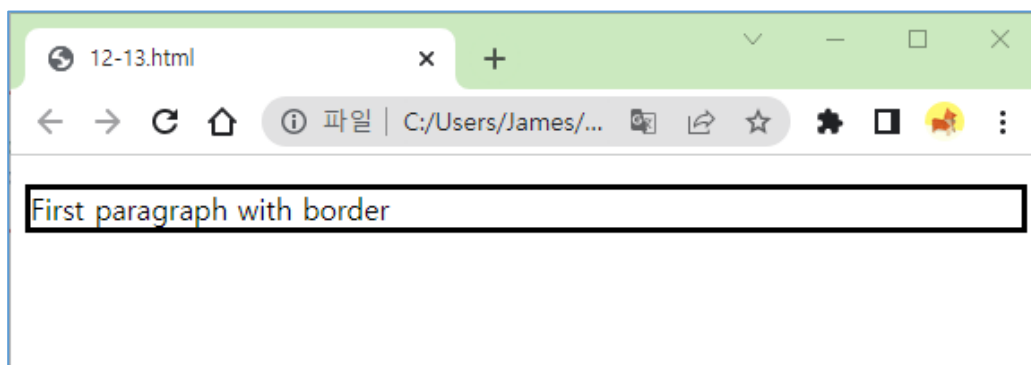 12-13.html
파일 C:/Users/James/...
First paragraph with border